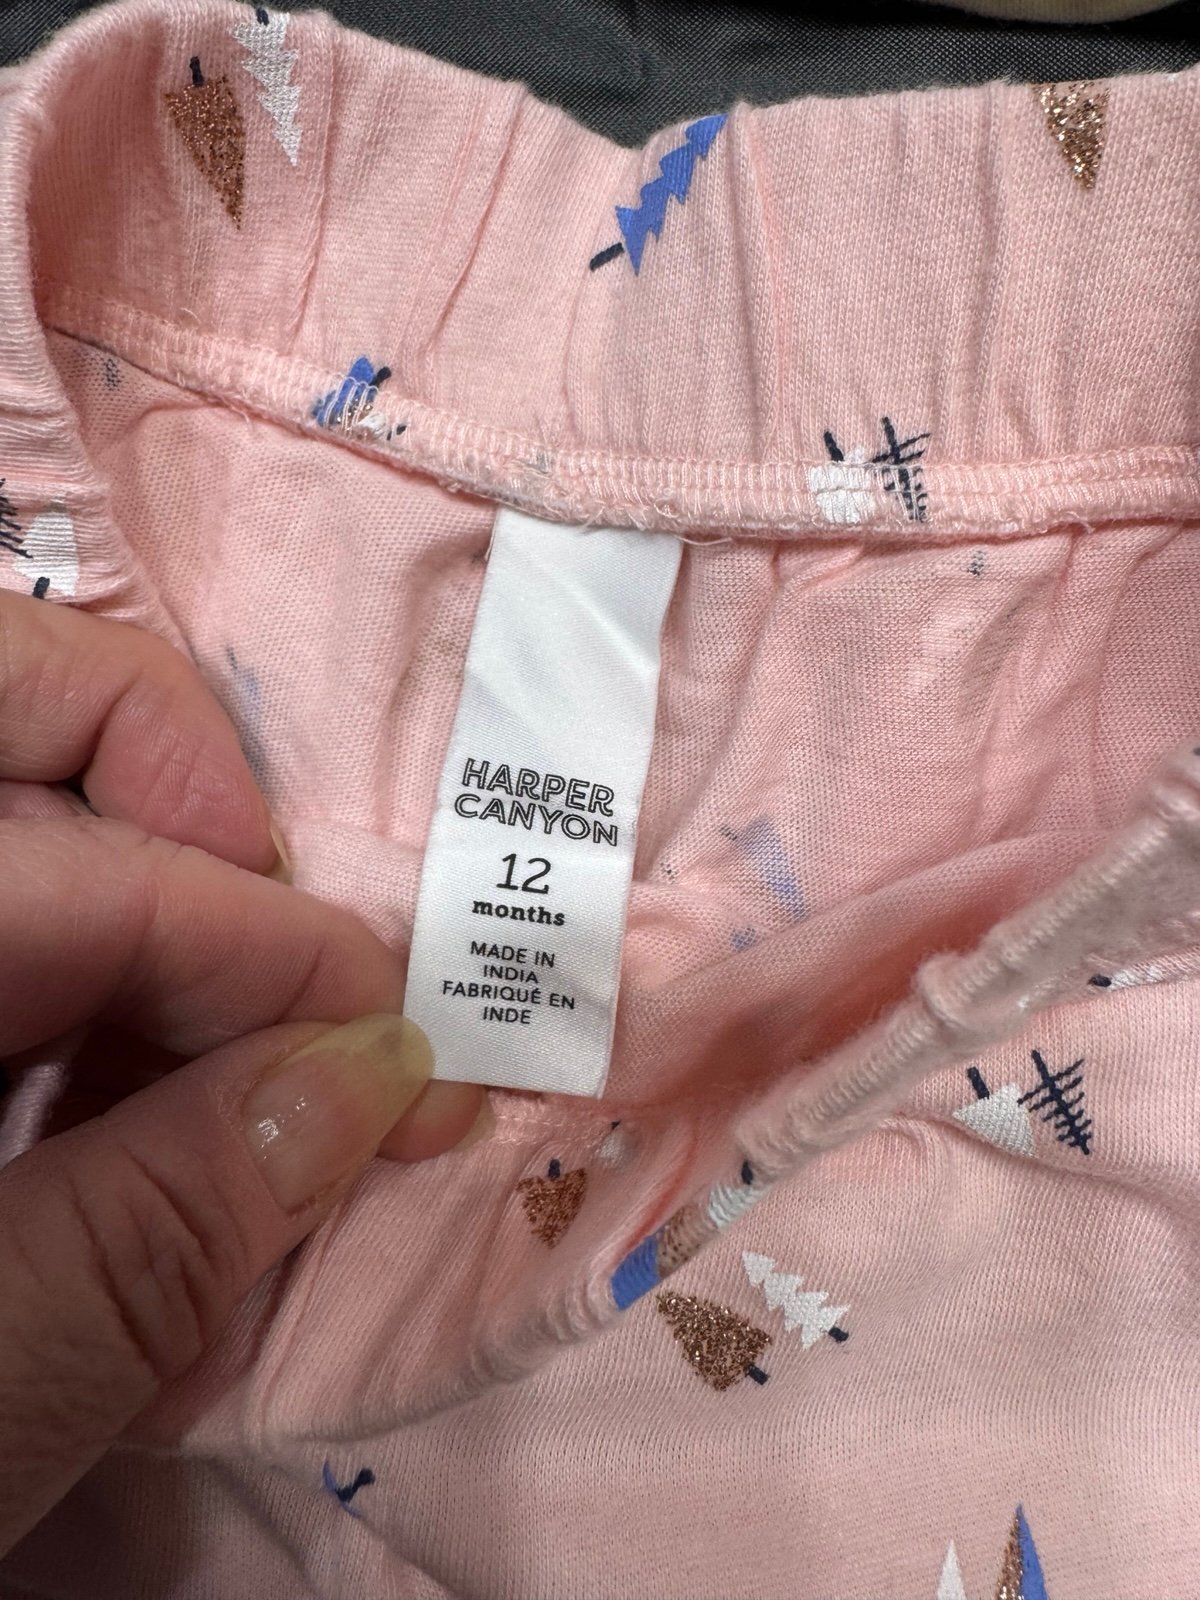 HARPER
CANYON
12
months
MADE IN
INDIA
FABRIQUÉ EN
INDE